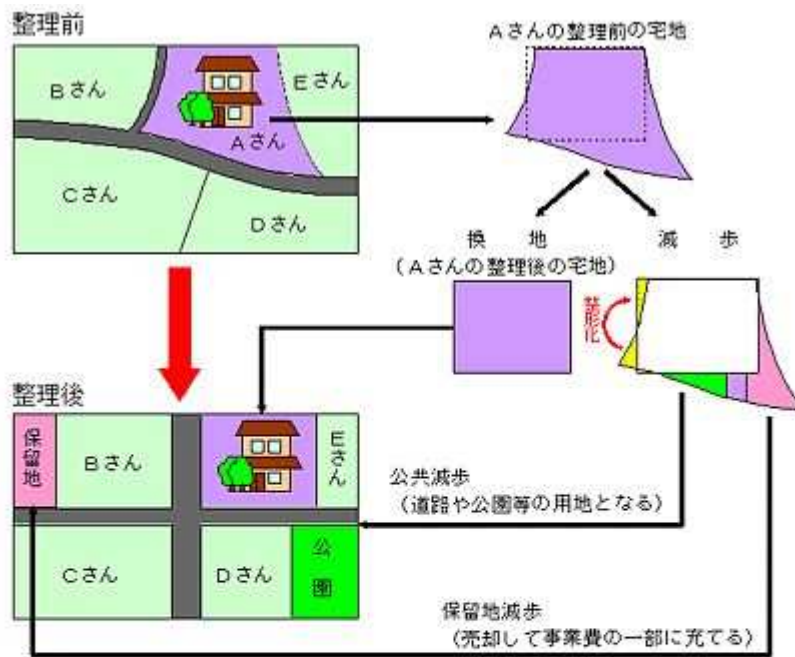 整理前
Bさん
Aさん
Eさん
Cさん
Dさん
Aさんの整理前の宅地
換地
減歩
(Aさんの整理後の宅地)
整形化
整理後
保留地
Bさん
Eさん
Cさん
Dさん
公園
公共減歩
(道路や公園等の用地となる)
保留地減歩
(売却して事業費の一部に充てる)